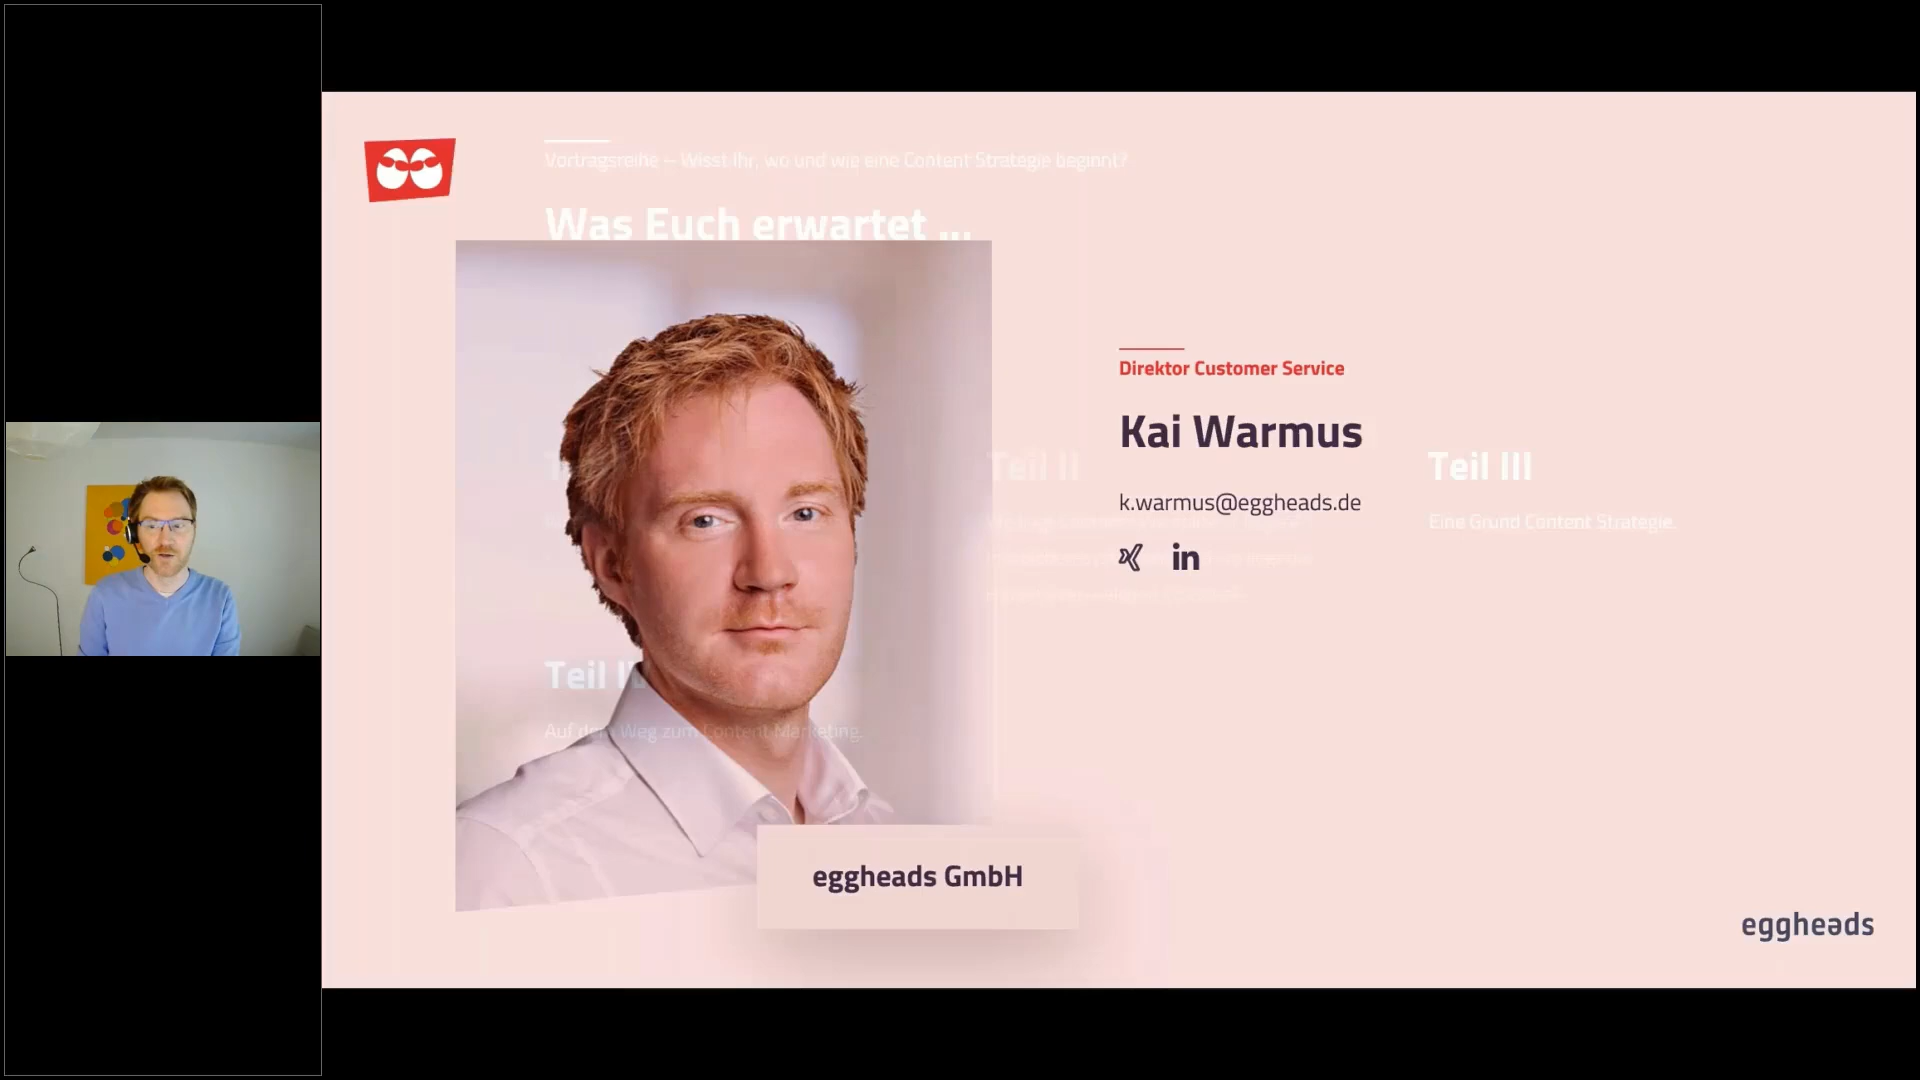 Vortragsreihe – Wisst Ihr, wo und wie eine Content Strategie beginnt?
Was Euch erwartet ...
Direktor Customer Service
Kai Warmus
k.warmus@eggheads.de
in
Teil II
Teil III
Eine Grund Content Strategie.
Teil
Auf dem Weg zum Content Marketing.
eggheads GmbH
eggheads